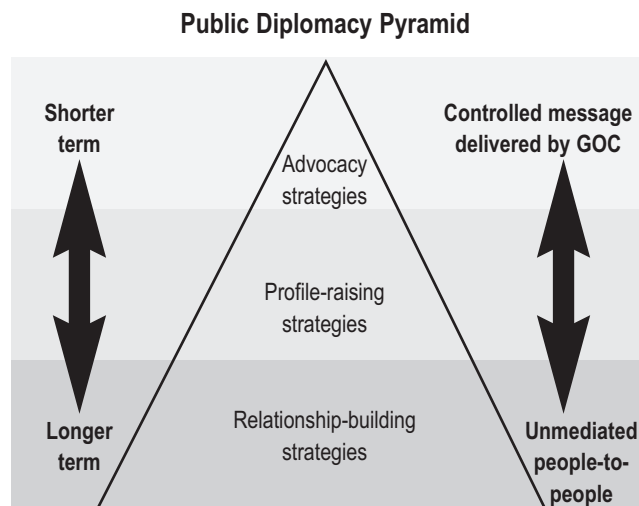 Public Diplomacy Pyramid
Shorter
term
Controlled message
delivered by GOC
Advocacy
strategies
Profile-raising
strategies
Relationship-building
strategies
Longer
term
Unmediated
people-to-
people